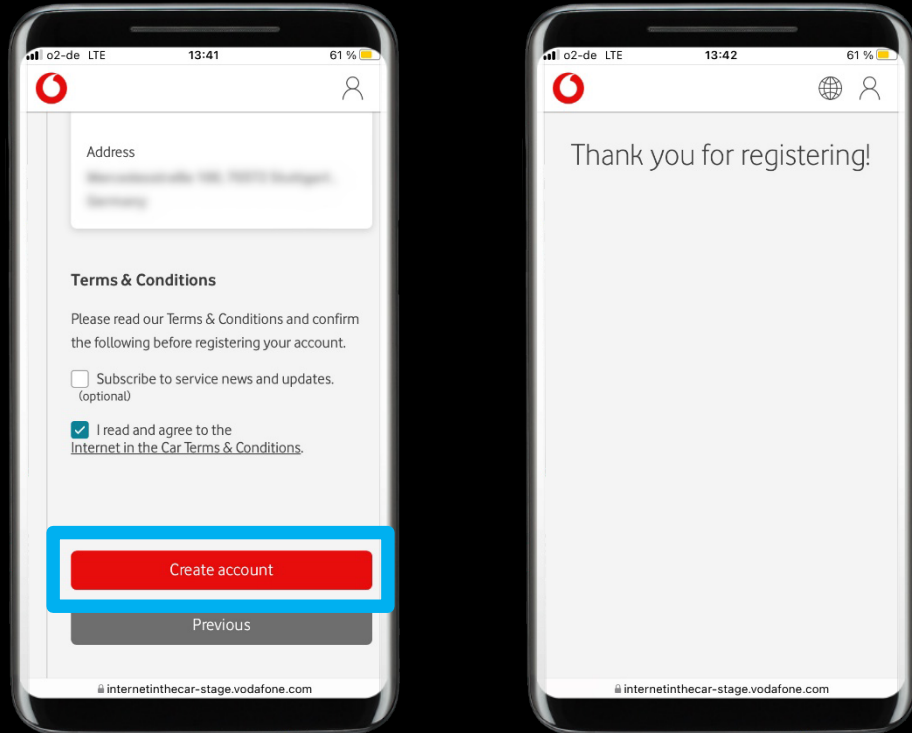 o2-de LTE 13:41 61 %
Address
Germany
Terms & Conditions
Please read our Terms & Conditions and confirm
the following before registering your account.
Subscribe to service news and updates.
(optional)
I read and agree to the
Internet in the Car Terms & Conditions.
Create account
Previous
internetinthecar-stage.vodafone.com
o2-de LTE 13:42 61 %
Thank you for registering!
internetinthecar-stage.vodafone.com